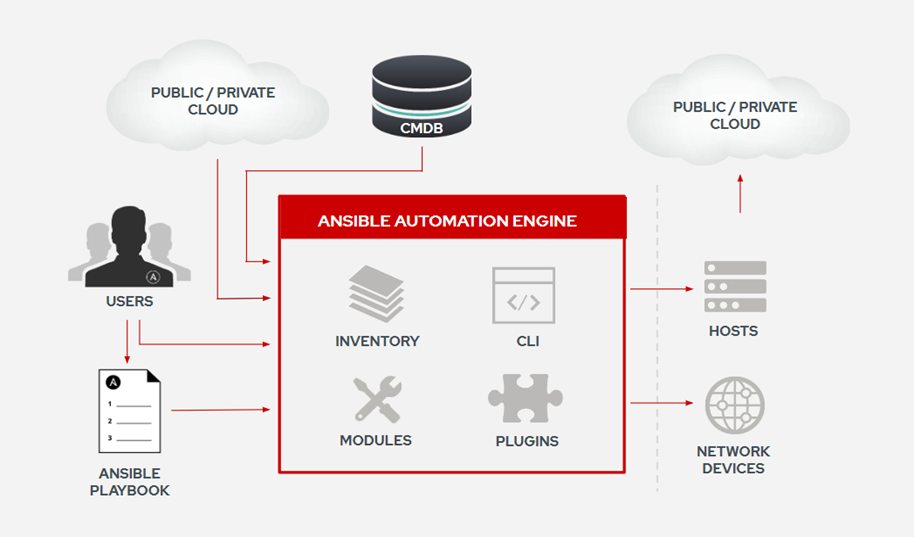 PUBLIC / PRIVATE
CLOUD
CMDB
PUBLIC / PRIVATE
CLOUD
ANSIBLE AUTOMATION ENGINE
A
USERS
INVENTORY
CLI
</>
HOSTS
A
1
2
3
MODULES
PLUGINS
ANSIBLE
PLAYBOOK
NETWORK
DEVICES